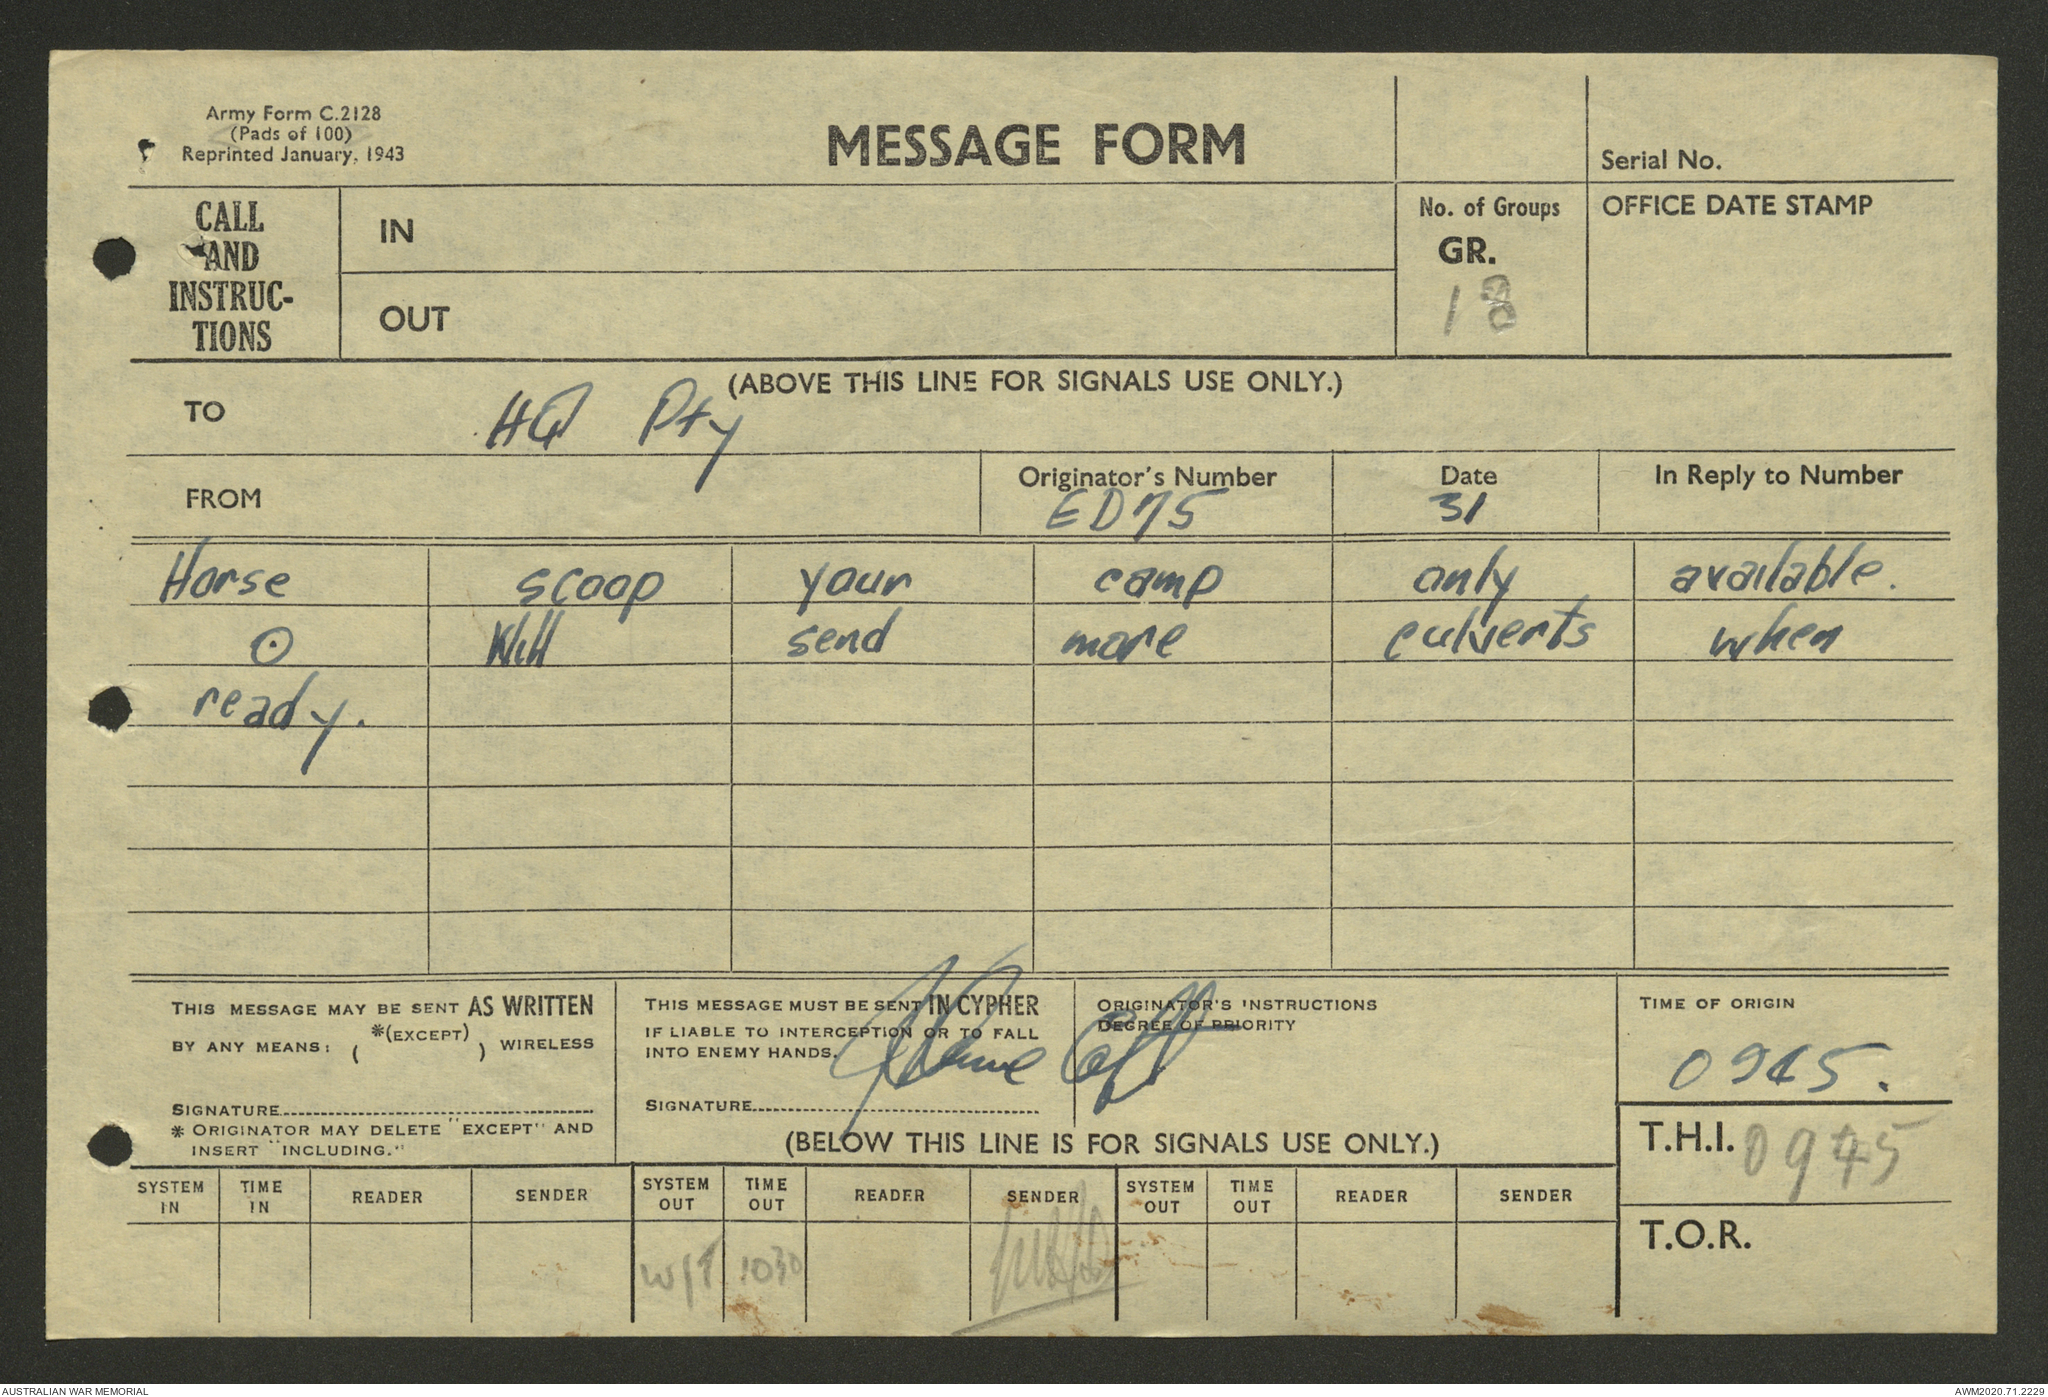 Army Form C.2128
(Pads of 100)
Reprinted January, 1943
MESSAGE FORM
Serial No.
CALL
AND
INSTRUC-
TIONS
IN
OUT
No. of Groups
GR.
18
OFFICE DATE STAMP
(ABOVE THIS LINE FOR SIGNALS USE ONLY.)
TO HQ Pty
FROM
Originator's Number
ED75
Date
31
In Reply to Number
Horse scoop your camp only available.
⊙ Will send more culverts when
ready.
THIS MESSAGE MAY BE SENT AS WRITTEN
BY ANY MEANS: ( *(EXCEPT) ) WIRELESS
SIGNATURE
* ORIGINATOR MAY DELETE "EXCEPT" AND
INSERT "INCLUDING."
THIS MESSAGE MUST BE SENT IN CYPHER
IF LIABLE TO INTERCEPTION OR TO FALL
INTO ENEMY HANDS.
SIGNATURE
ORIGINATOR'S INSTRUCTIONS
DEGREE OF PRIORITY
TIME OF ORIGIN
0945.
(BELOW THIS LINE IS FOR SIGNALS USE ONLY.)
T.H.I. 0945
T.O.R.
SYSTEM IN TIME IN READER SENDER SYSTEM OUT TIME OUT READER SENDER SYSTEM OUT TIME OUT READER SENDER
W/T 1030
AUSTRALIAN WAR MEMORIAL
AWM2020.71.2229